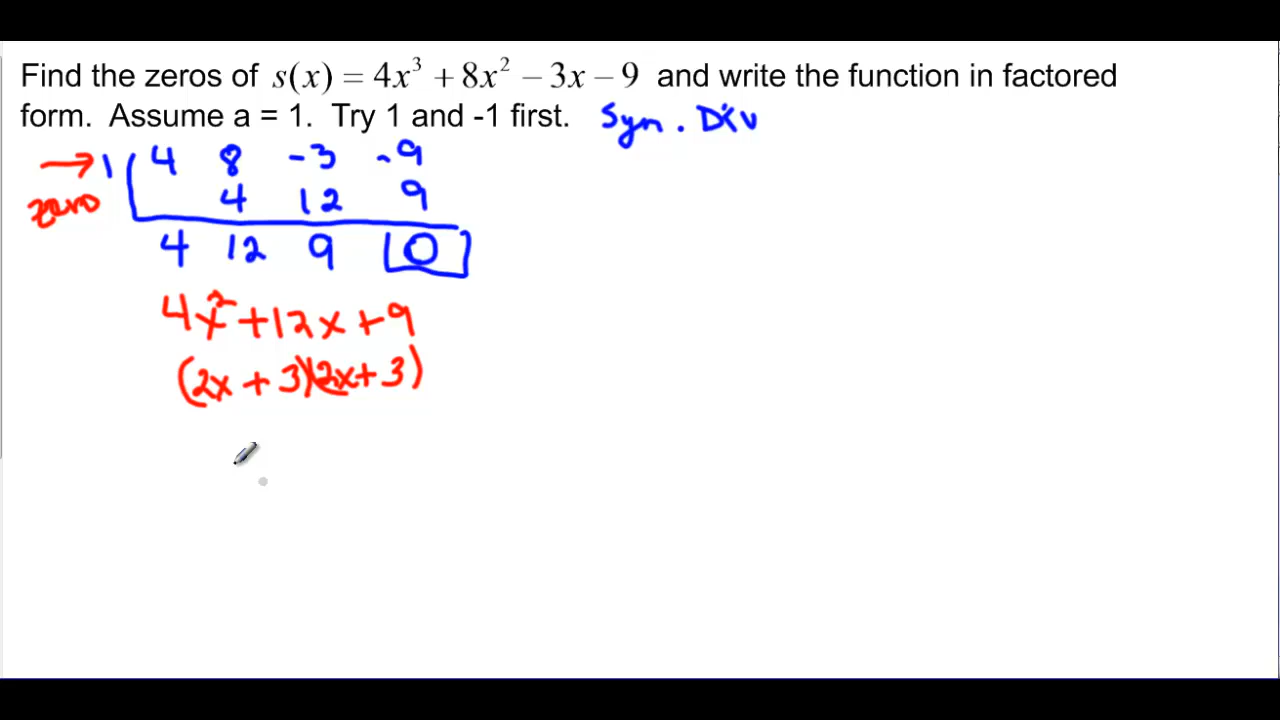 Find the zeros of s(x) = 4x³ + 8x² − 3x − 9 and write the function in factored
form. Assume a = 1. Try 1 and -1 first. Syn. Div
→ 1 4 8 -3 -9
zero 4 12 9
4 12 9 0
4x² + 12x + 9
(2x + 3)(2x + 3)